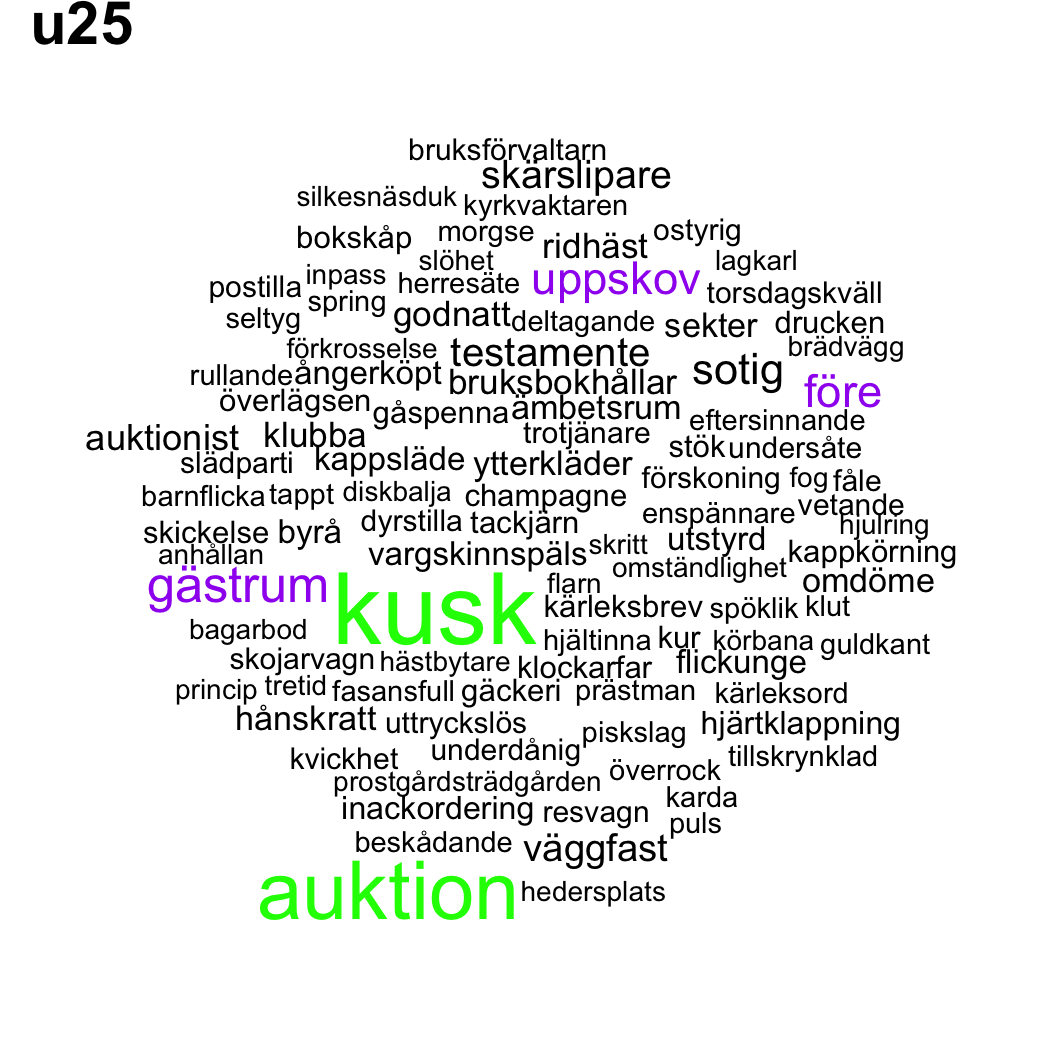 u25
bruksförvaltarn
skärslipare
silkesnäsduk kyrkvaktaren
bokskåp morgse ridhäst ostyrig
slöhet lagkarl
postilla inpass herresäte uppskov torsdagskväll
spring
seltyg godnatt deltagande sekter drucken
förkrosselse testamente sotig brädvägg
rullande ångerköpt bruksbokhållar före
överlägsen gåspenna ämbetsrum eftersinnande
auktionist klubba trotjänare stök undersåte
slädparti kappsläde ytterkläder förskoning fog fåle
barnflicka tappt diskbalja champagne enspännare vetande
skickelse byrå dyrstilla tackjärn utstyrd hjulring
anhållan vargskinnspäls skritt omständlighet kappkörning
gästrum kusk flarn omdöme
kärleksbrev spöklik klut
bagarbod hjältinna kur körbana guldkant
skojarvagn hästbytare klockarfar flickunge
princip tretid fasansfull gäckeri prästman kärleksord
hånskratt uttryckslös piskslag hjärtklappning
kvickhet underdånig överrock tillskrynklad
prostgårdsträdgården
inackordering resvagn karda
puls
beskådande väggfast
auktion hedersplats